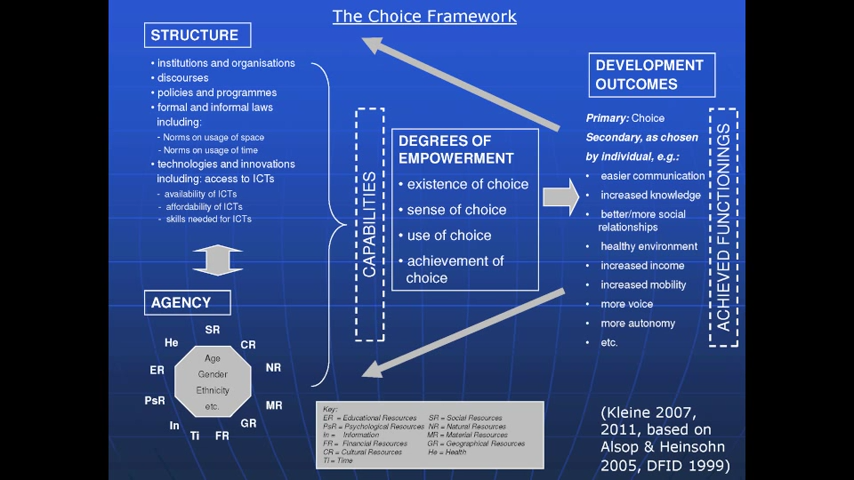 The Choice Framework
STRUCTURE
• institutions and organisations
• discourses
• policies and programmes
• formal and informal laws
including:
- Norms on usage of space
- Norms on usage of time
• technologies and innovations
including: access to ICTs
- availability of ICTs
- affordability of ICTs
- skills needed for ICTs
AGENCY
SR
He
CR
ER
NR
PsR
MR
In
GR
Ti
FR
Age
Gender
Ethnicity
etc.
CAPABILITIES
DEGREES OF
EMPOWERMENT
• existence of choice
• sense of choice
• use of choice
• achievement of
choice
DEVELOPMENT
OUTCOMES
Primary: Choice
Secondary, as chosen
by individual, e.g.:
• easier communication
• increased knowledge
• better/more social
relationships
• healthy environment
• increased income
• increased mobility
• more voice
• more autonomy
• etc.
ACHIEVED FUNCTIONINGS
Key:
ER = Educational Resources SR = Social Resources
PsR = Psychological Resources NR = Natural Resources
In = Information MR = Material Resources
FR = Financial Resources GR = Geographical Resources
CR = Cultural Resources He = Health
Ti = Time
(Kleine 2007,
2011, based on
Alsop & Heinsohn
2005, DFID 1999)